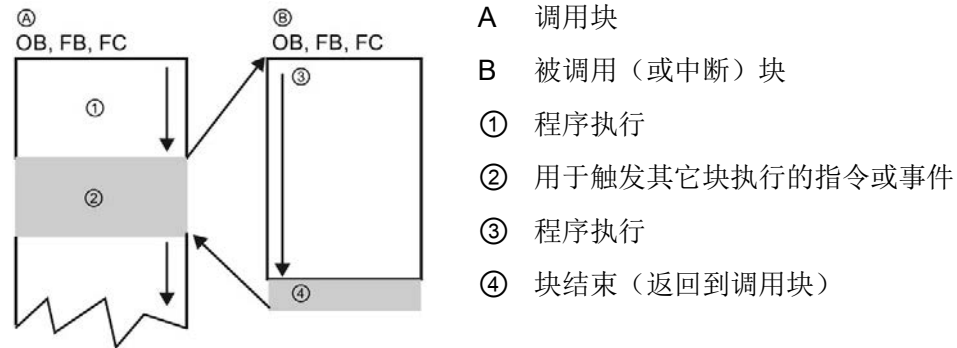 Ⓐ
OB, FB, FC
①
②
Ⓑ
OB, FB, FC
③
④
A 调用块
B 被调用（或中断）块
① 程序执行
② 用于触发其它块执行的指令或事件
③ 程序执行
④ 块结束（返回到调用块）